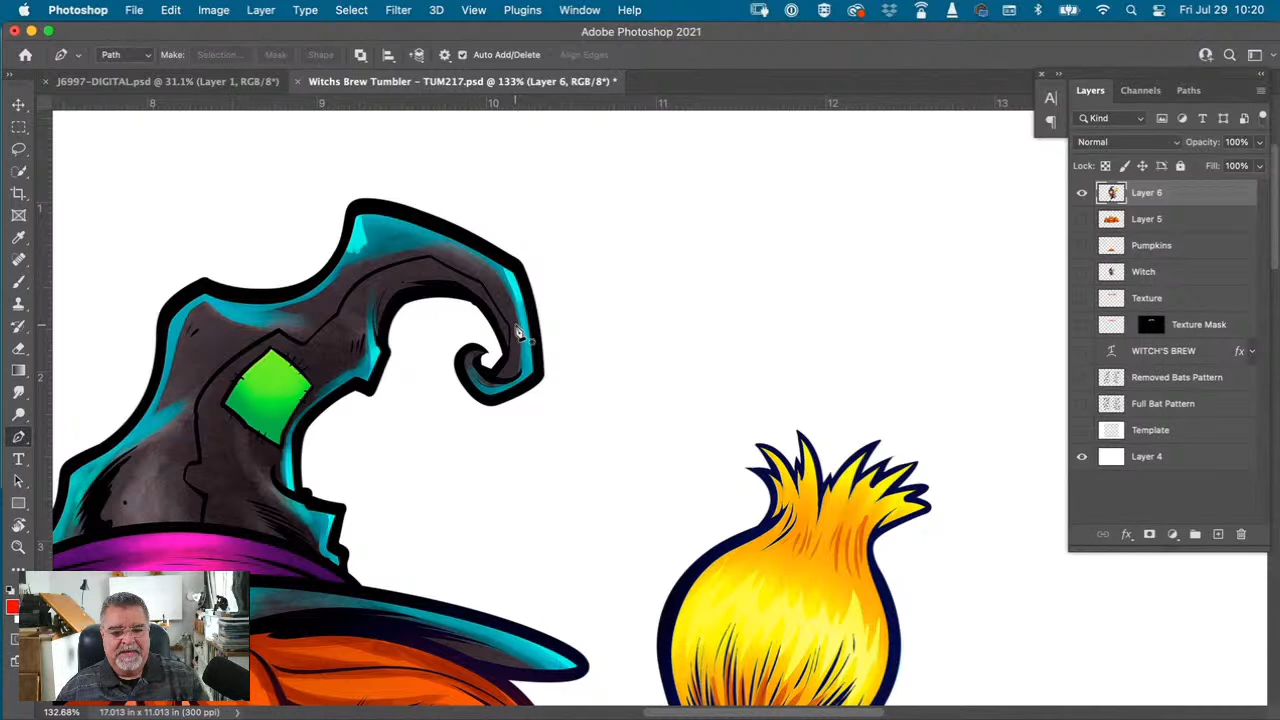 Photoshop File Edit Image Layer Type Select Filter 3D View Plugins Window Help Fri Jul 29 10:20
Adobe Photoshop 2021
Path Make: Selection... Mask Shape Auto Add/Delete Align Edges
J6997-DIGITAL.psd @ 31.1% (Layer 1, RGB/8*) Witchs Brew Tumbler – TUM217.psd @ 133% (Layer 6, RGB/8*) *
8 9 10 11 12 13
1
2
3
Layers Channels Paths
Kind
Normal Opacity: 100%
Lock: Fill: 100%
Layer 6
Layer 5
Pumpkins
Witch
Texture
Texture Mask
WITCH'S BREW fx
Removed Bats Pattern
Full Bat Pattern
Template
Layer 4
fx
132.68% 17.013 in x 11.013 in (300 ppi)